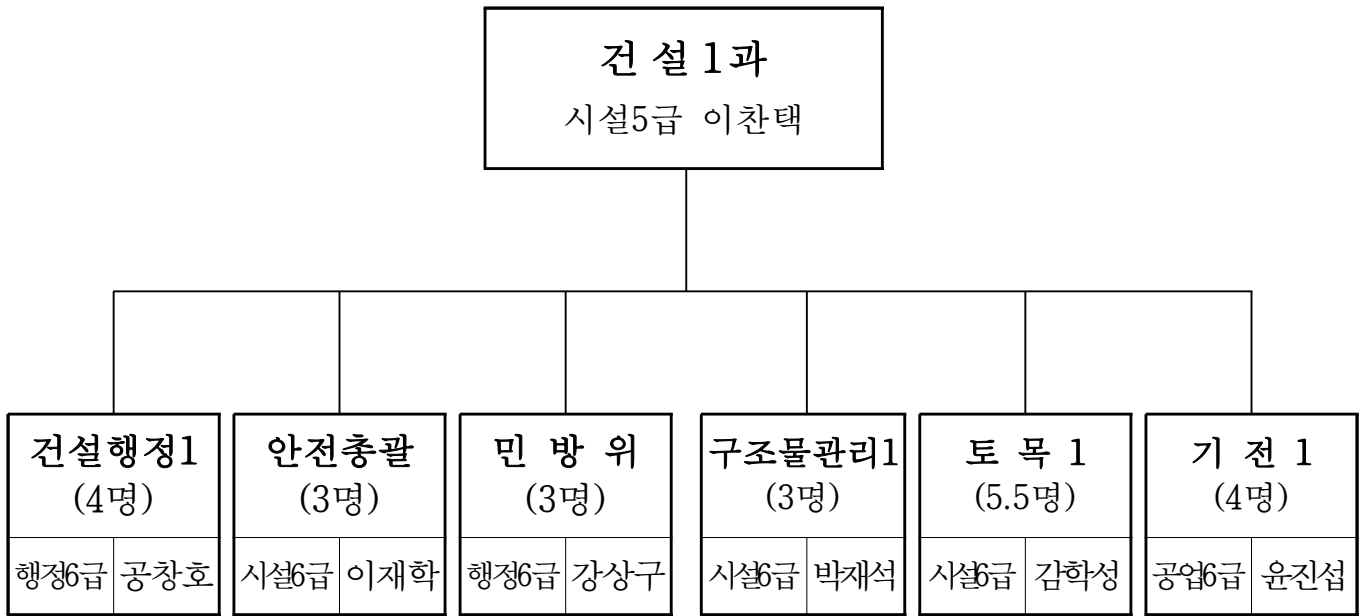 건 설 1과
시설5급 이찬택
건설행정1
(4명)
행정6급 공창호
안전총괄
(3명)
시설6급 이재학
민 방 위
(3명)
행정6급 강상구
구조물관리1
(3명)
시설6급 박재석
토 목 1
(5.5명)
시설6급 김학성
기 전 1
(4명)
공업6급 윤진섭